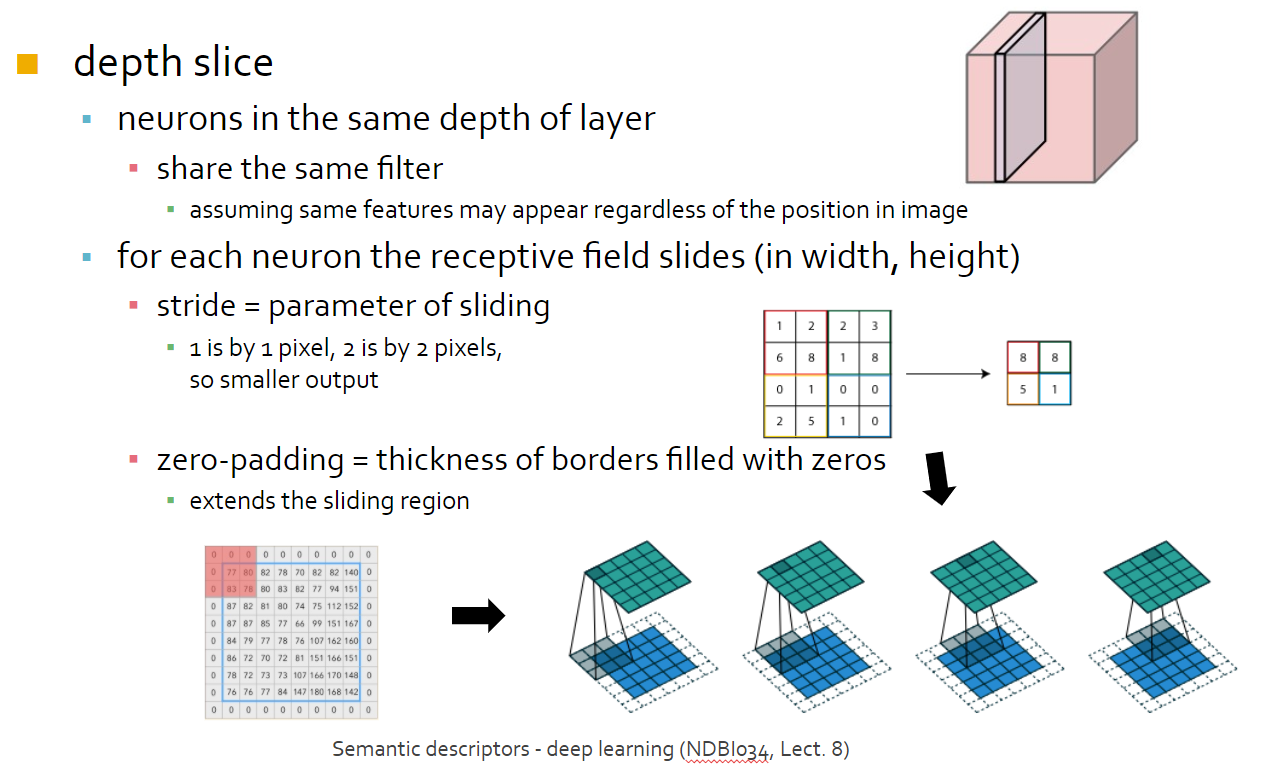 depth slice
neurons in the same depth of layer
share the same filter
assuming same features may appear regardless of the position in image
for each neuron the receptive field slides (in width, height)
stride = parameter of sliding
1 is by 1 pixel, 2 is by 2 pixels,
so smaller output
1 2 2 3
6 8 1 8
0 1 0 0
2 5 1 0
8 8
5 1
zero-padding = thickness of borders filled with zeros
extends the sliding region
0 0 0 0 0 0 0 0 0 0
0 77 80 82 78 70 82 82 140 0
0 83 78 80 83 82 77 94 151 0
0 87 82 81 80 74 75 112 152 0
0 87 87 85 77 66 99 151 167 0
0 84 79 77 78 76 107 162 160 0
0 86 72 70 72 81 151 166 151 0
0 78 72 73 73 107 166 170 148 0
0 76 76 77 84 147 180 168 142 0
0 0 0 0 0 0 0 0 0 0
Semantic descriptors - deep learning (NDBI034, Lect. 8)